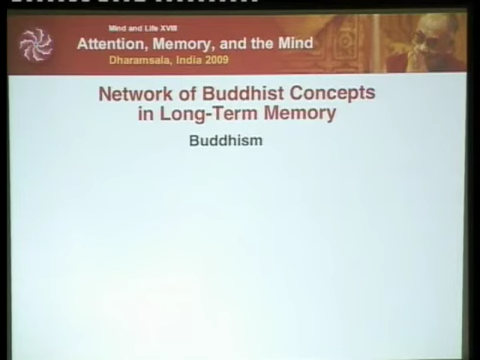 Mind and Life XVIII
Attention, Memory, and the Mind
Dharamsala, India 2009
Network of Buddhist Concepts
in Long-Term Memory
Buddhism